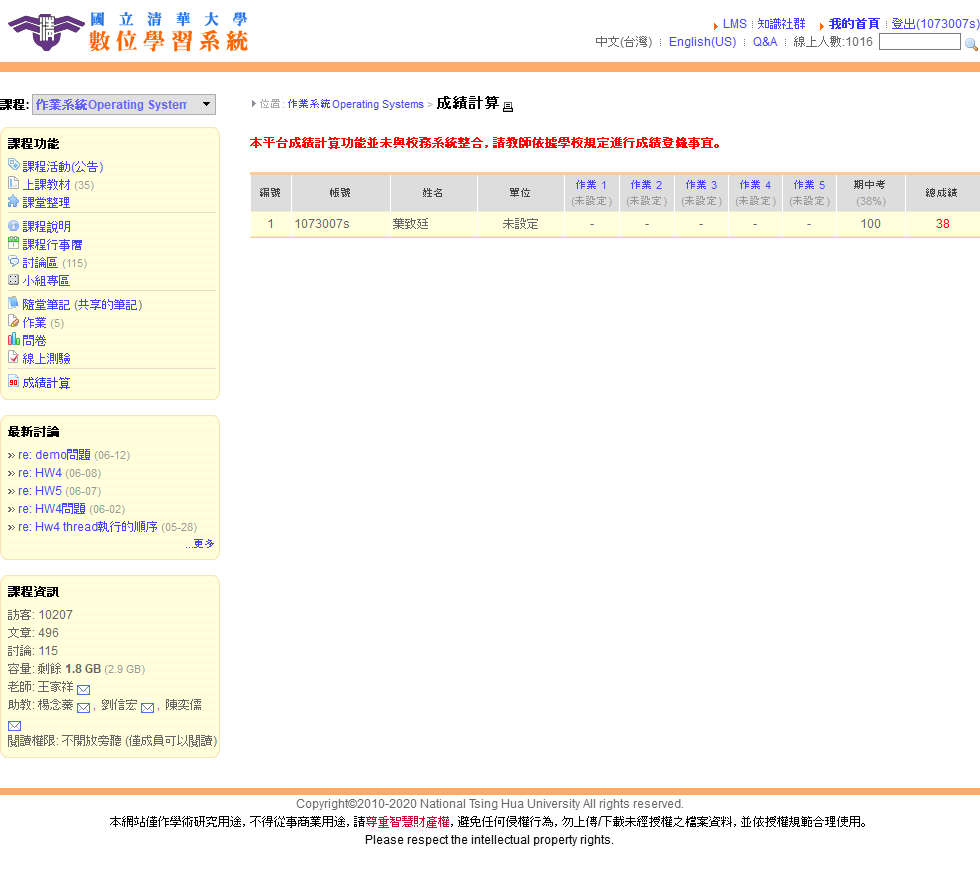 國立清華大學
數位學習系統
LMS 知識社群 我的首頁 登出(1073007s)
中文(台灣) English(US) Q&A 線上人數:1016
課程: 作業系統Operating System
位置: 作業系統Operating Systems > 成績計算
本平台成績計算功能並未與校務系統整合, 請教師依據學校規定進行成績登錄事宜。
編號 帳號 姓名 單位 作業 1 作業 2 作業 3 作業 4 作業 5 期中考 總成績
(未設定) (未設定) (未設定) (未設定) (未設定) (38%)
1 1073007s 葉致廷 未設定 - - - - - 100 38
課程功能
課程活動(公告)
上課教材 (35)
課堂整理
課程說明
課程行事曆
討論區 (115)
小組專區
隨堂筆記 (共享的筆記)
作業 (5)
問卷
線上測驗
成績計算
最新討論
» re: demo問題 (06-12)
» re: HW4 (06-08)
» re: HW5 (06-07)
» re: HW4問題 (06-02)
» re: Hw4 thread執行的順序 (05-28)
...更多
課程資訊
訪客: 10207
文章: 496
討論: 115
容量: 剩餘 1.8 GB (2.9 GB)
老師: 王家祥
助教: 楊念蓁 , 劉信宏 , 陳奕儒
閱讀權限: 不開放旁聽 (僅成員可以閱讀)
Copyright©2010-2020 National Tsing Hua University All rights reserved.
本網站僅作學術研究用途, 不得從事商業用途, 請尊重智慧財產權, 避免任何侵權行為, 勿上傳/下載未經授權之檔案資料, 並依授權規範合理使用。
Please respect the intellectual property rights.